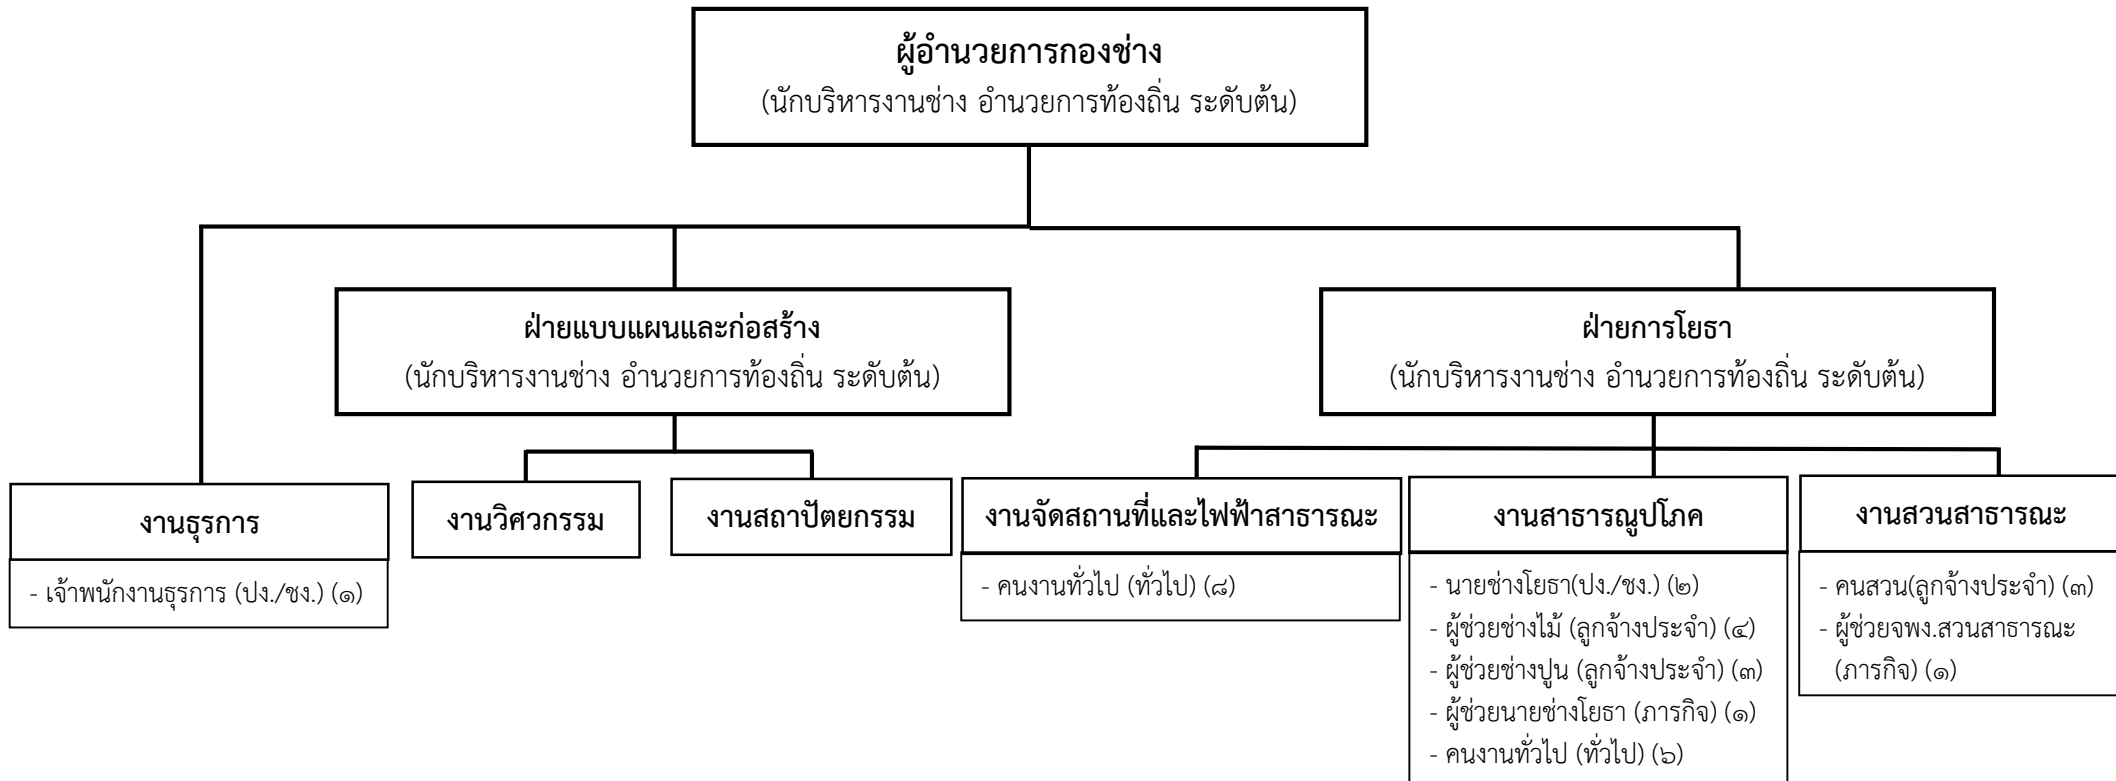 ผู้อำนวยการกองช่าง
(นักบริหารงานช่าง อำนวยการท้องถิ่น ระดับต้น)
ฝ่ายแบบแผนและก่อสร้าง
(นักบริหารงานช่าง อำนวยการท้องถิ่น ระดับต้น)
ฝ่ายการโยธา
(นักบริหารงานช่าง อำนวยการท้องถิ่น ระดับต้น)
งานธุรการ
- เจ้าพนักงานธุรการ (ปง./ชง.) (๑)
งานวิศวกรรม
งานสถาปัตยกรรม
งานจัดสถานที่และไฟฟ้าสาธารณะ
- คนงานทั่วไป (ทั่วไป) (๘)
งานสาธารณูปโภค
- นายช่างโยธา(ปง./ชง.) (๒)
- ผู้ช่วยช่างไม้ (ลูกจ้างประจำ) (๔)
- ผู้ช่วยช่างปูน (ลูกจ้างประจำ) (๓)
- ผู้ช่วยนายช่างโยธา (ภารกิจ) (๑)
- คนงานทั่วไป (ทั่วไป) (๖)
งานสวนสาธารณะ
- คนสวน(ลูกจ้างประจำ) (๓)
- ผู้ช่วยจพง.สวนสาธารณะ
(ภารกิจ) (๑)